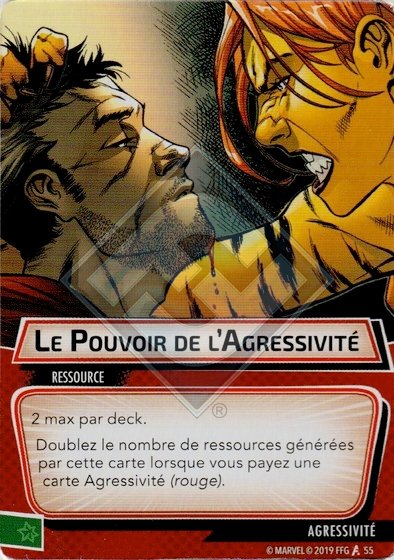 LE POUVOIR DE L'AGRESSIVITÉ
RESSOURCE
2 max par deck.
Doublez le nombre de ressources générées
par cette carte lorsque vous payez une
carte Agressivité (rouge).
®
© MARVEL © 2019 FFG 55
AGRESSIVITÉ